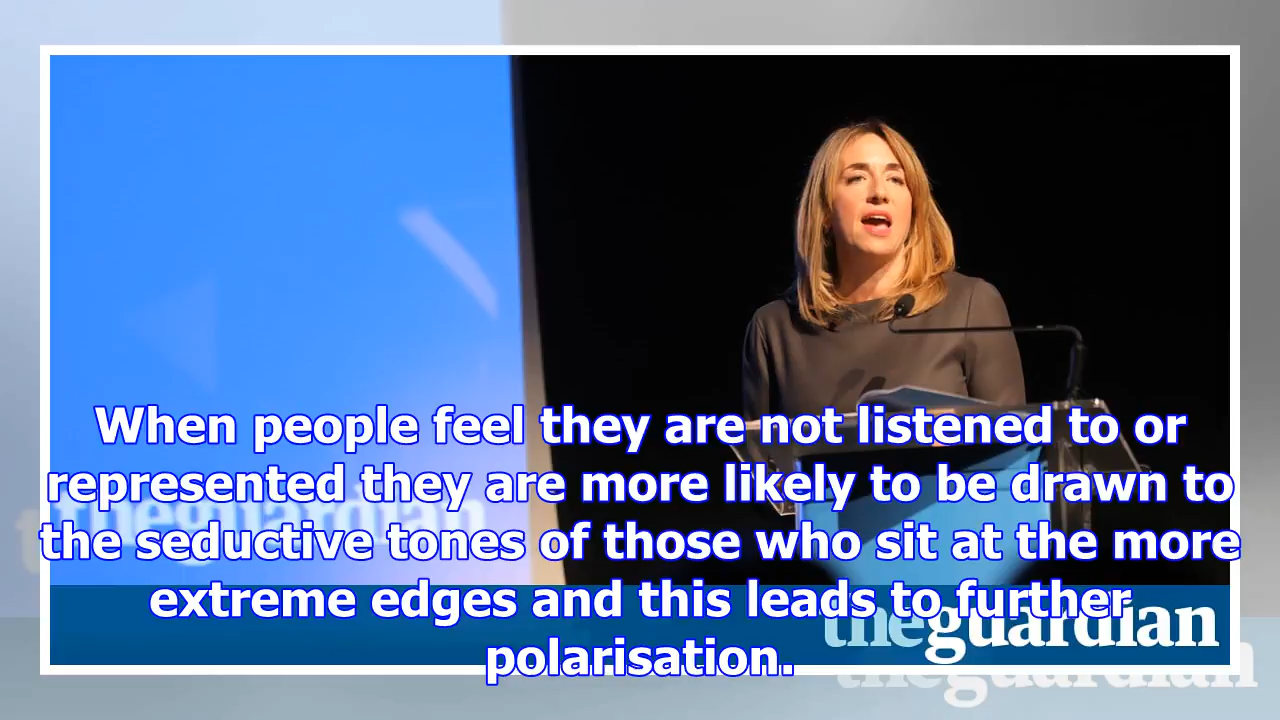 When people feel they are not listened to or
represented they are more likely to be drawn to
the seductive tones of those who sit at the more
extreme edges and this leads to further
polarisation.
theguardian
theguardian
theguardian